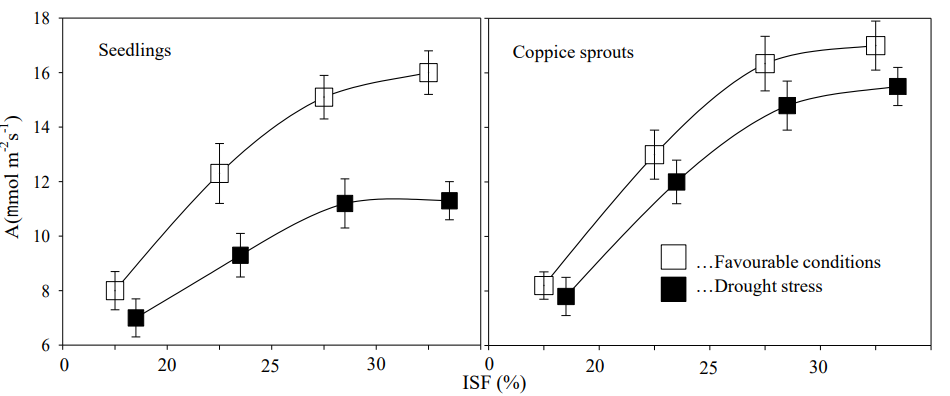 18
16
14
12
10
8
6
A(mmol m-2s-1)
Seedlings
Coppice sprouts
…Favourable conditions
…Drought stress
0 20 25 30
0 20 25 30
ISF (%)